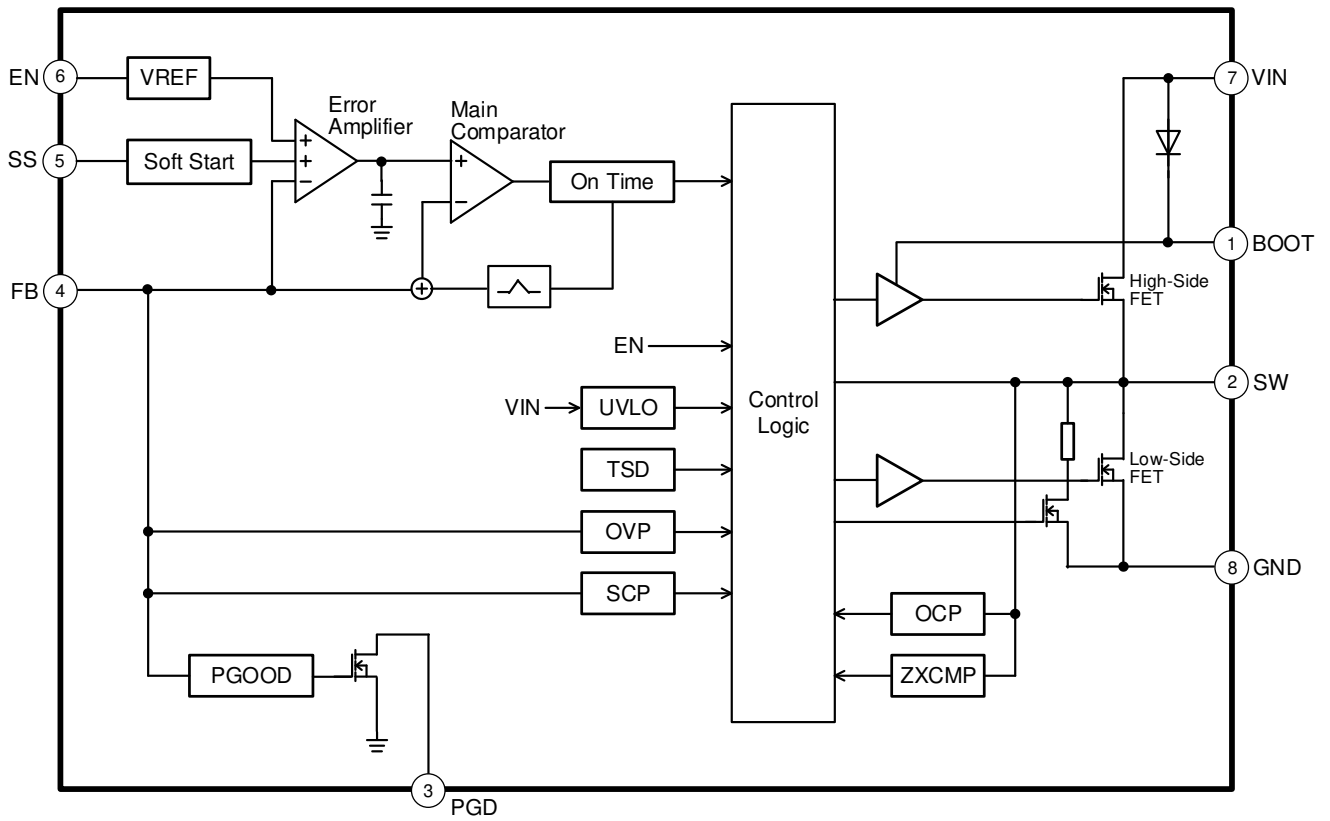 EN 6
VREF
Error
Amplifier
Main
Comparator
7 VIN
SS 5
Soft Start
+
+
−
+
−
On Time
1 BOOT
FB 4
+
High-Side
FET
EN
2 SW
VIN
UVLO
Control
Logic
TSD
Low-Side
FET
OVP
8 GND
SCP
OCP
PGOOD
ZXCMP
3
PGD